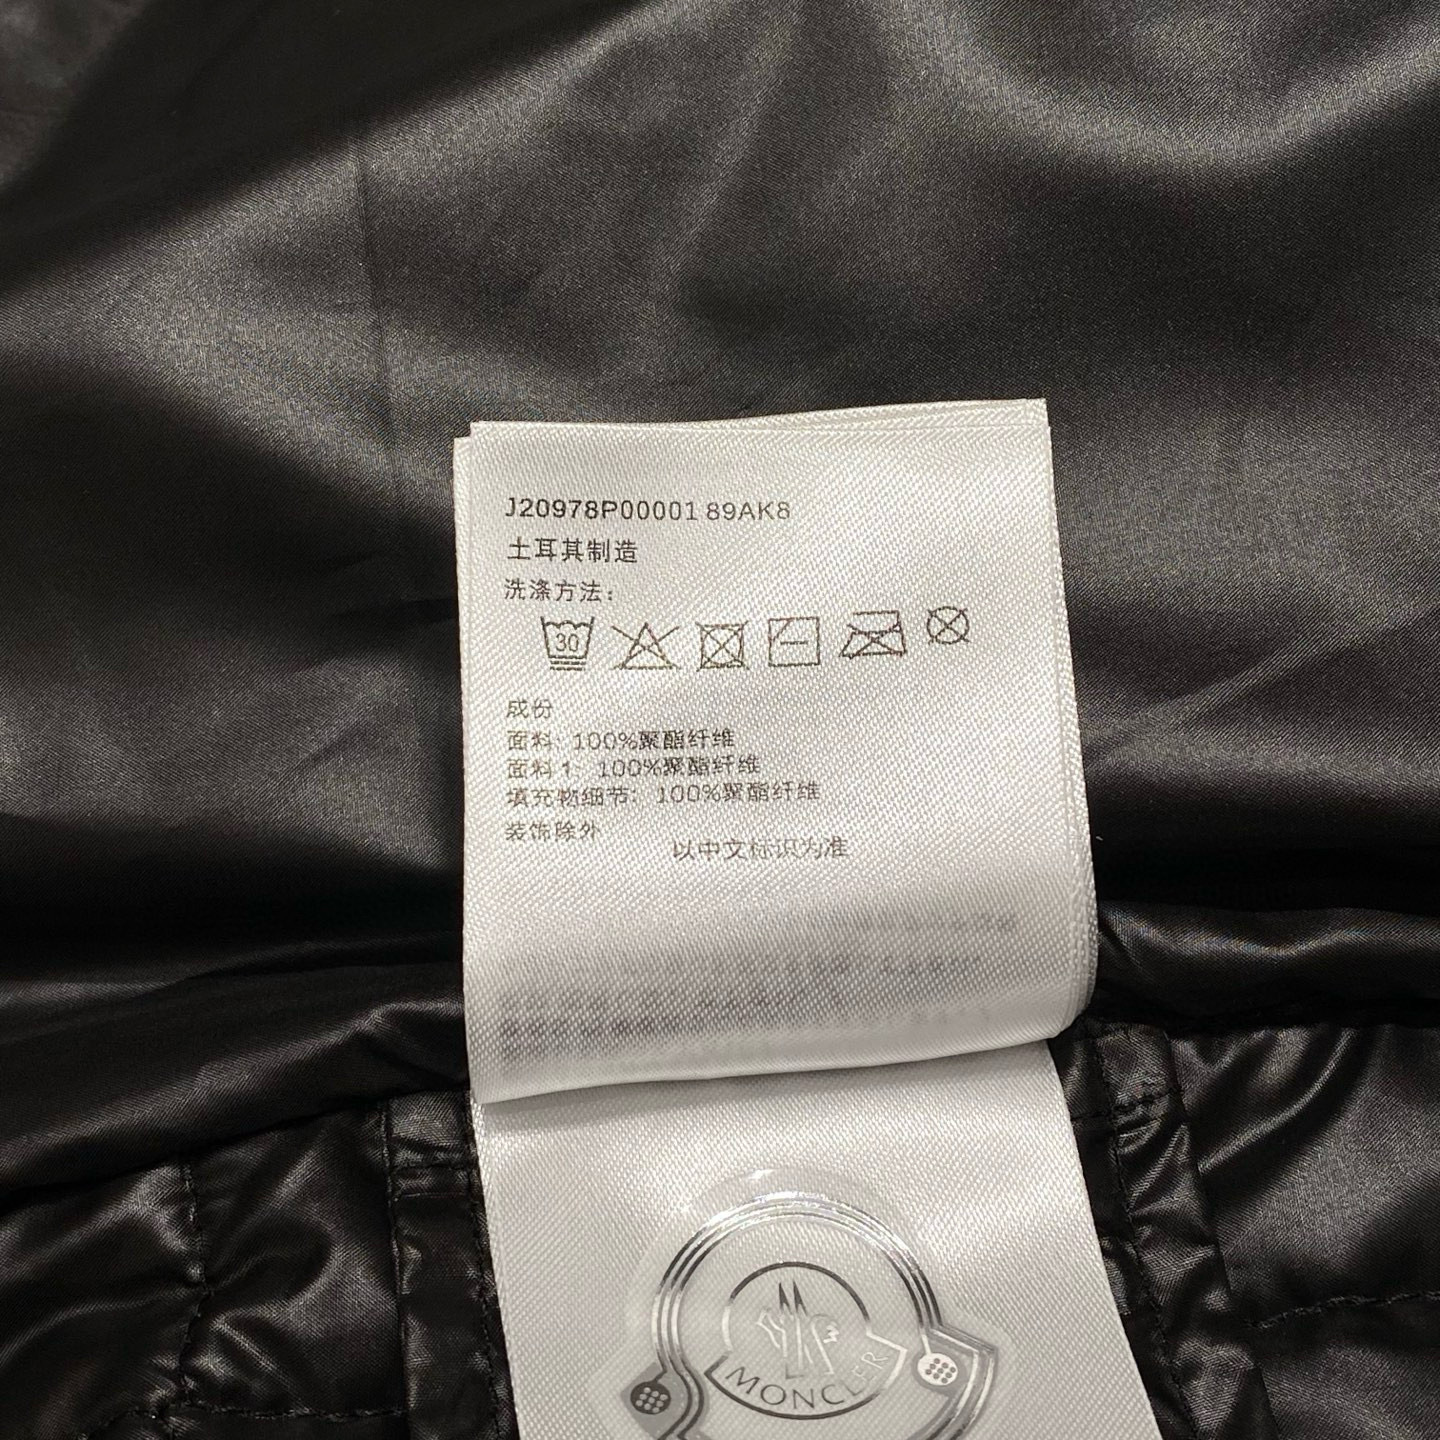 J20978P00001 89AK8
土耳其制造
洗涤方法：
30
成份
面料: 100%聚酯纤维
面料 1: 100%聚酯纤维
填充物细节: 100%聚酯纤维
装饰除外
以中文标识为准
MONCLER